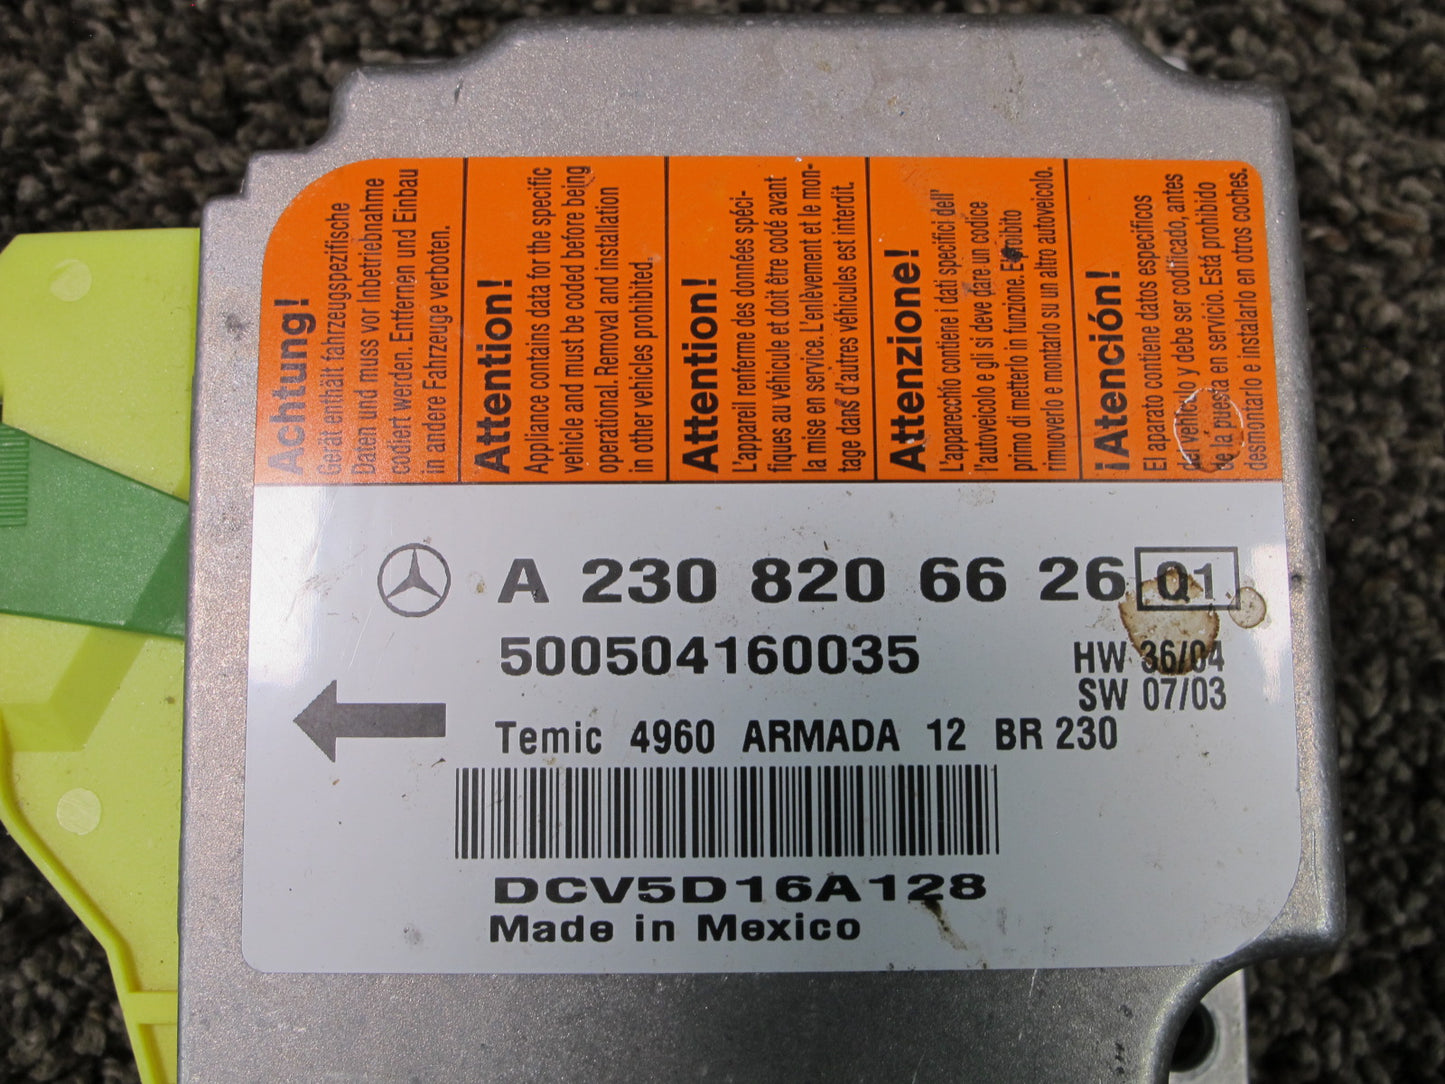 Achtung!
Gerät enthält fahrzeugspezifische
Daten und muss vor Inbetriebnahme
codiert werden. Entfernen und Einbau
in andere Fahrzeuge verboten.
Attention!
Appliance contains data for the specific
vehicle and must be coded before being
operational. Removal and installation
in other vehicles prohibited.
Attention!
L'appareil renferme des données spéci-
fiques au véhicule et doit être codé avant
la mise en service. L'enlèvement et le mon-
tage dans d'autres véhicules est interdit.
Attenzione!
L'apparecchio contiene i dati specifici dell'
l'autoveicolo e gli si deve dare un codice
primo di metterlo in funzione. E'proibito
rimuoverlo e montarlo su un altro autoveicolo.
¡Atención!
El aparato contiene datos específicos
del vehículo y debe ser codificado, antes
de la puesta en servicio. Está prohibido
desmontarlo e instalarlo en otros coches.
A 230 820 66 26 Q1
500504160035
HW 36/04
SW 07/03
Temic 4960 ARMADA 12 BR 230
DCV5D16A128
Made in Mexico